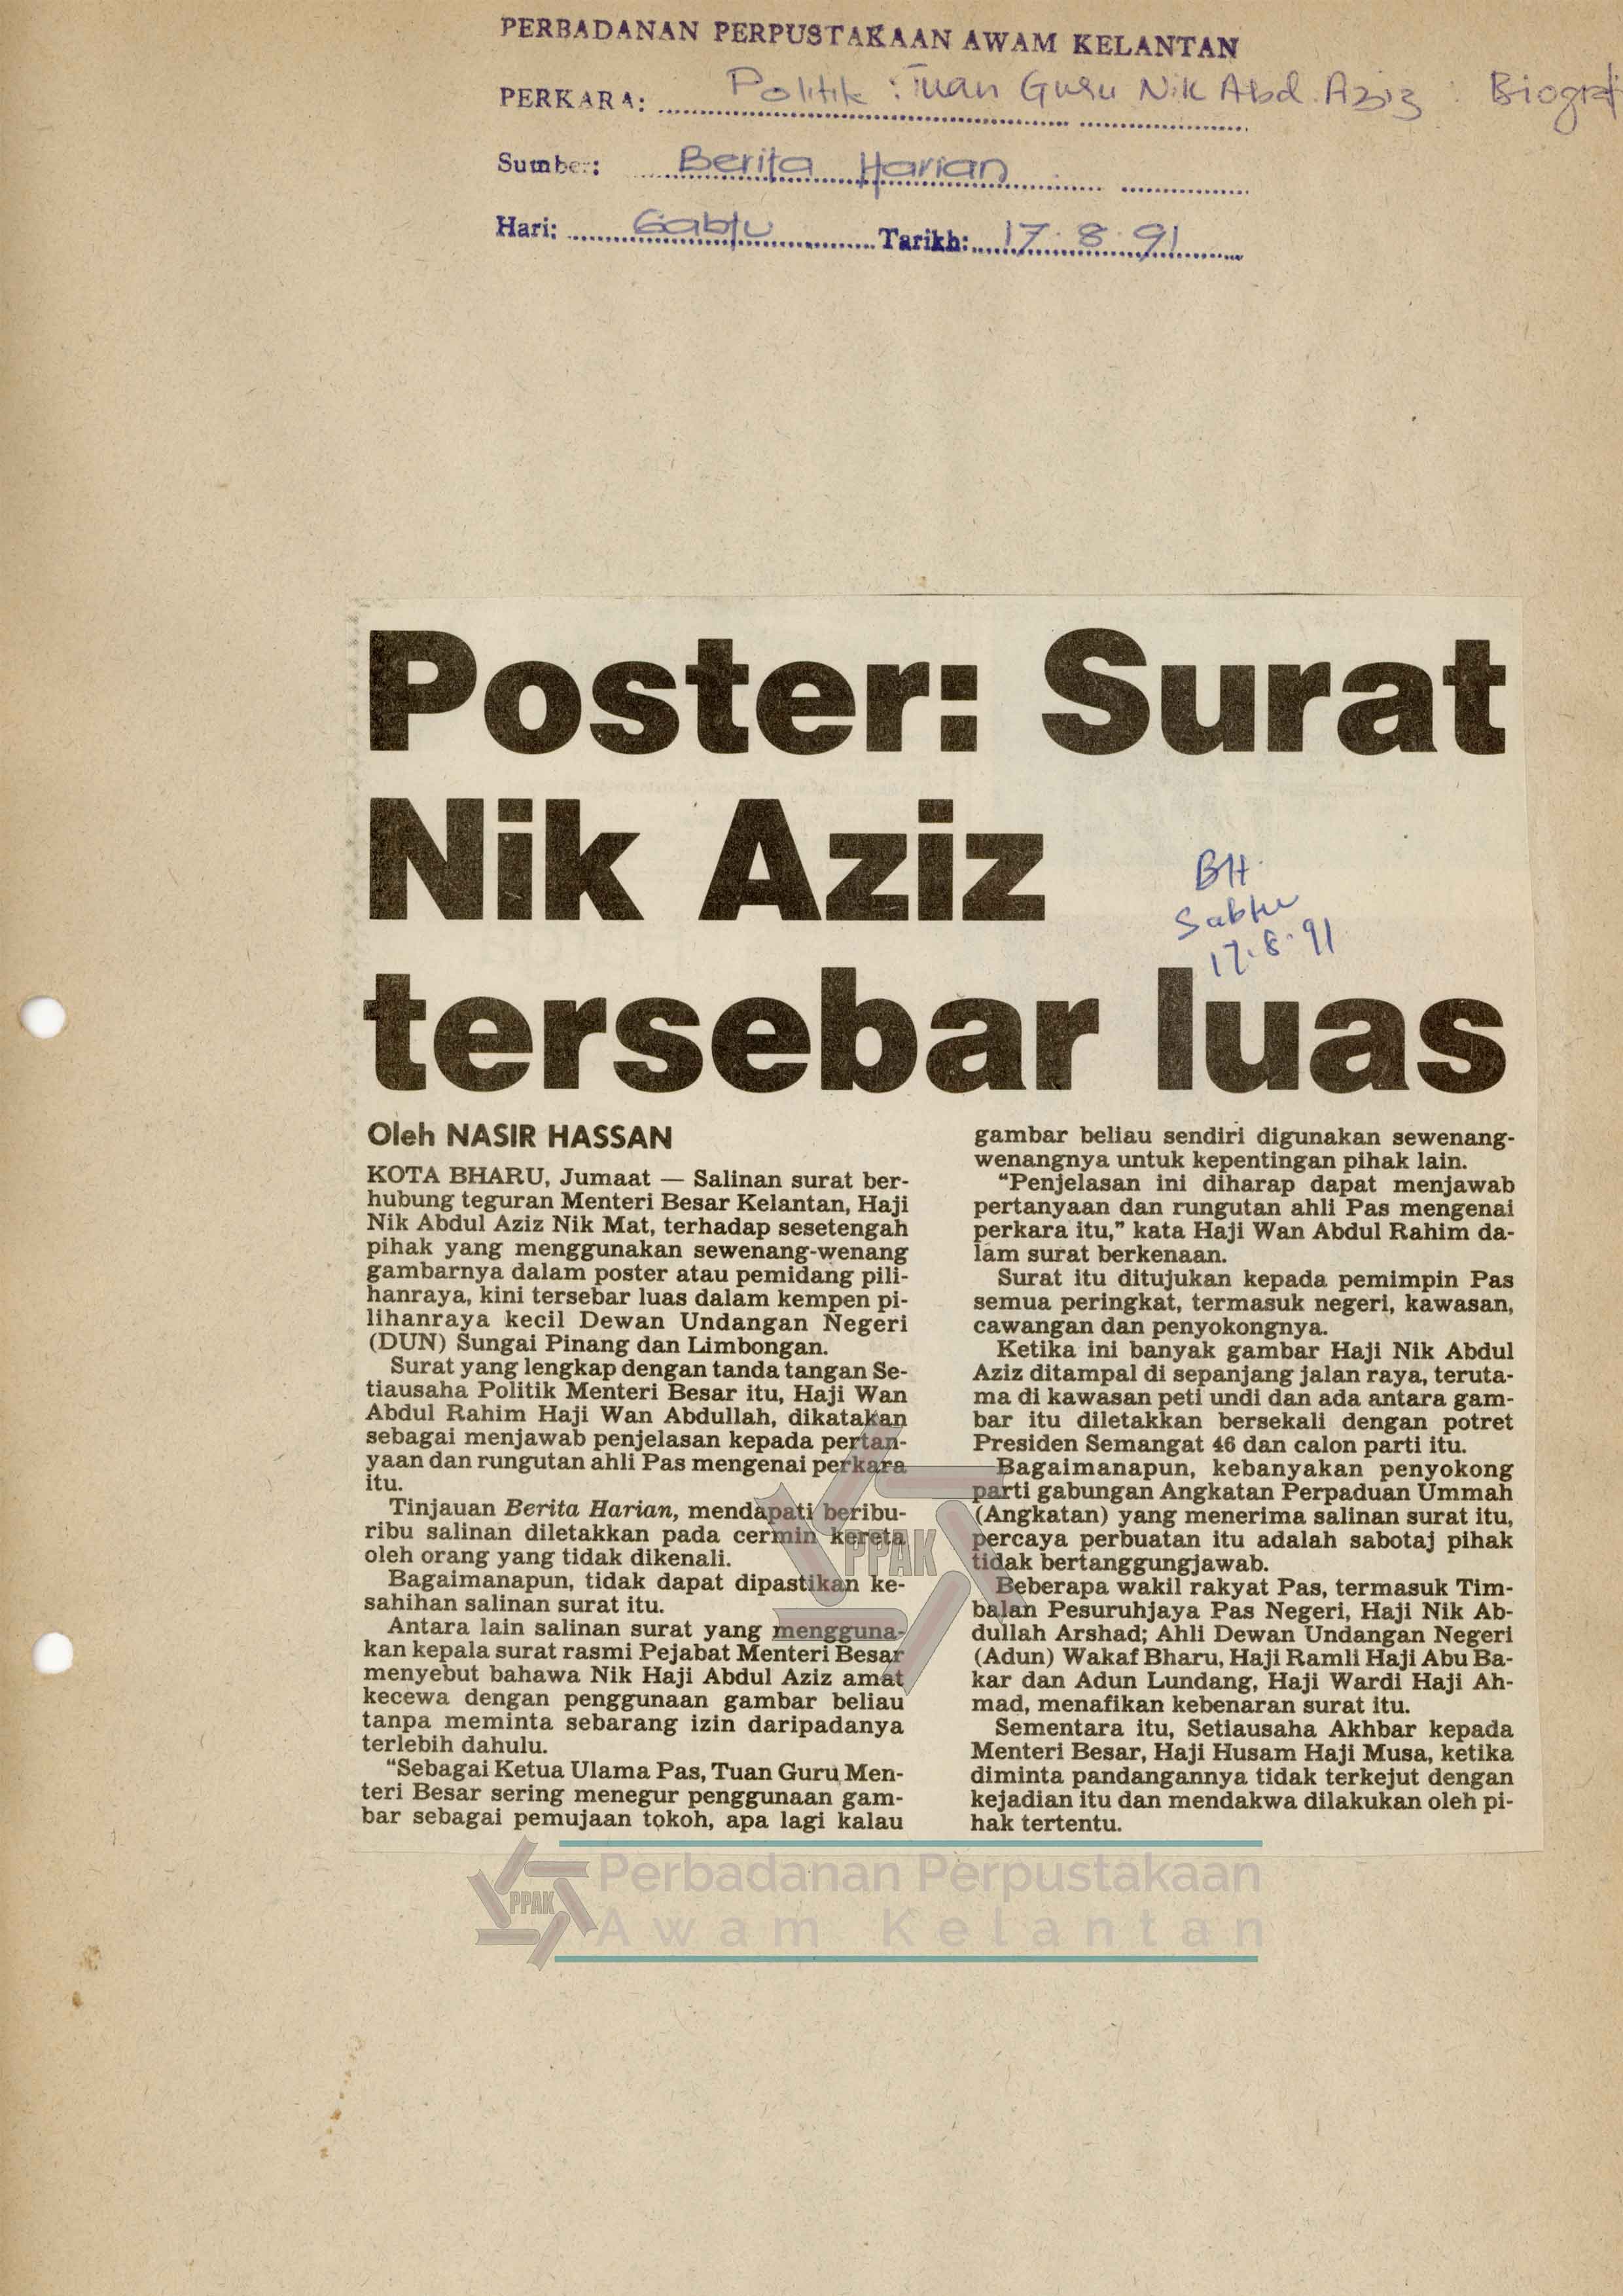 PERBADANAN PERPUSTAKAAN AWAM KELANTAN
PERKARA: Politik : Tuan Guru Nik Abd. Aziz : Biograf
Sumber: Berita Harian
Hari: Sabtu Tarikh: 17.8.91
Poster: Surat
Nik Aziz
BH
Sabtu
17.8.91
tersebar luas
Oleh NASIR HASSAN
KOTA BHARU, Jumaat — Salinan surat ber-
hubung teguran Menteri Besar Kelantan, Haji
Nik Abdul Aziz Nik Mat, terhadap sesetengah
pihak yang menggunakan sewenang-wenang
gambarnya dalam poster atau pemidang pili-
hanraya, kini tersebar luas dalam kempen pi-
lihanraya kecil Dewan Undangan Negeri
(DUN) Sungai Pinang dan Limbongan.
Surat yang lengkap dengan tanda tangan Se-
tiausaha Politik Menteri Besar itu, Haji Wan
Abdul Rahim Haji Wan Abdullah, dikatakan
sebagai menjawab penjelasan kepada pertan-
yaan dan rungutan ahli Pas mengenai perkara
itu.
Tinjauan Berita Harian, mendapati beribu-
ribu salinan diletakkan pada cermin kereta
oleh orang yang tidak dikenali.
Bagaimanapun, tidak dapat dipastikan ke-
sahihan salinan surat itu.
Antara lain salinan surat yang mengguna-
kan kepala surat rasmi Pejabat Menteri Besar
menyebut bahawa Nik Haji Abdul Aziz amat
kecewa dengan penggunaan gambar beliau
tanpa meminta sebarang izin daripadanya
terlebih dahulu.
“Sebagai Ketua Ulama Pas, Tuan Guru Men-
teri Besar sering menegur penggunaan gam-
bar sebagai pemujaan tokoh, apa lagi kalau
gambar beliau sendiri digunakan sewenang-
wenangnya untuk kepentingan pihak lain.
“Penjelasan ini diharap dapat menjawab
pertanyaan dan rungutan ahli Pas mengenai
perkara itu,” kata Haji Wan Abdul Rahim da-
lam surat berkenaan.
Surat itu ditujukan kepada pemimpin Pas
semua peringkat, termasuk negeri, kawasan,
cawangan dan penyokongnya.
Ketika ini banyak gambar Haji Nik Abdul
Aziz ditampal di sepanjang jalan raya, teruta-
ma di kawasan peti undi dan ada antara gam-
bar itu diletakkan bersekali dengan potret
Presiden Semangat 46 dan calon parti itu.
Bagaimanapun, kebanyakan penyokong
parti gabungan Angkatan Perpaduan Ummah
(Angkatan) yang menerima salinan surat itu,
percaya perbuatan itu adalah sabotaj pihak
tidak bertanggungjawab.
Beberapa wakil rakyat Pas, termasuk Tim-
balan Pesuruhjaya Pas Negeri, Haji Nik Ab-
dullah Arshad; Ahli Dewan Undangan Negeri
(Adun) Wakaf Bharu, Haji Ramli Haji Abu Ba-
kar dan Adun Lundang, Haji Wardi Haji Ah-
mad, menafikan kebenaran surat itu.
Sementara itu, Setiausaha Akhbar kepada
Menteri Besar, Haji Husam Haji Musa, ketika
diminta pandangannya tidak terkejut dengan
kejadian itu dan mendakwa dilakukan oleh pi-
hak tertentu.
PPAK
PPAK
Perbadanan Perpustakaan
Awam Kelantan